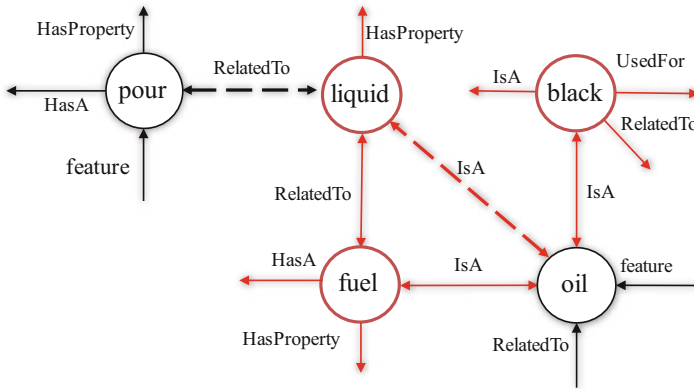 HasProperty
RelatedTo
HasProperty
UsedFor
IsA
pour
liquid
black
HasA
RelatedTo
feature
IsA
RelatedTo
IsA
HasA
IsA
fuel
oil
feature
HasProperty
RelatedTo